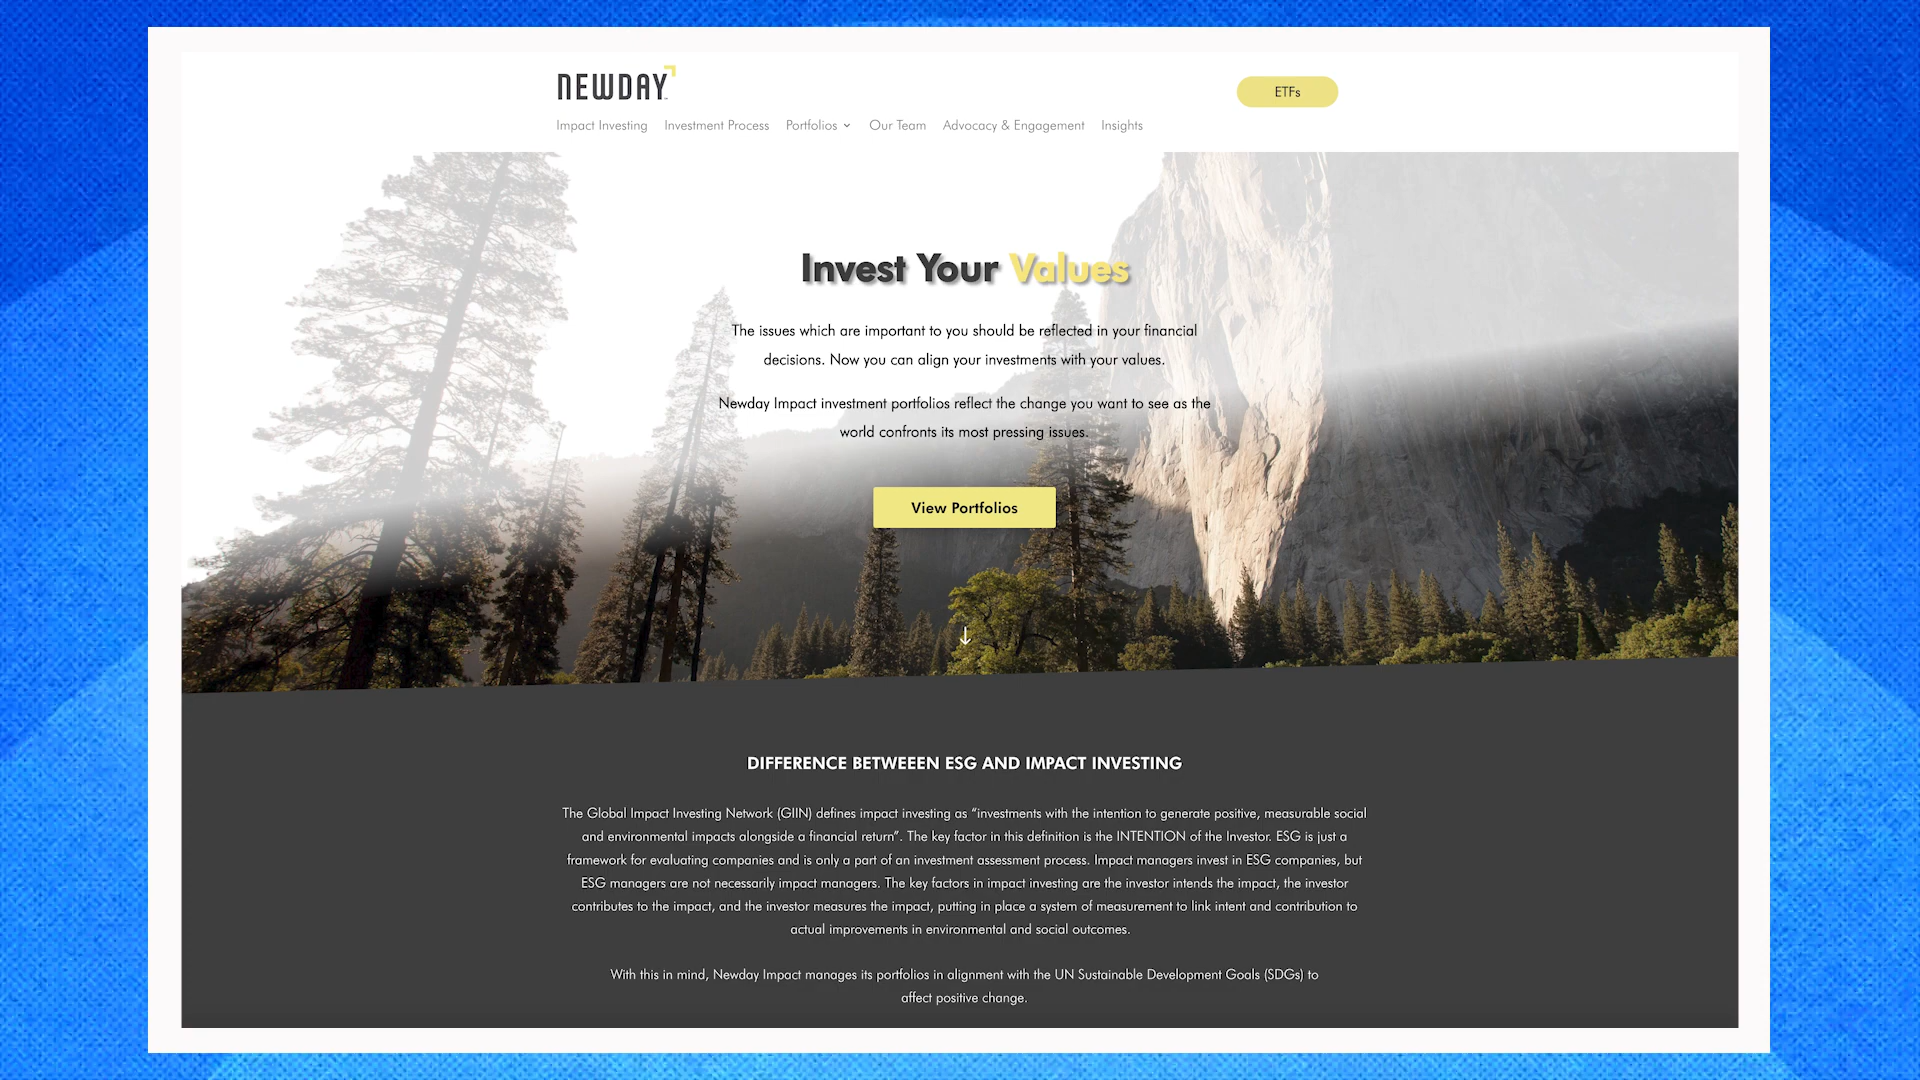 NEWDAY
ETFs
Impact Investing Investment Process Portfolios Our Team Advocacy & Engagement Insights
Invest Your Values
The issues which are important to you should be reflected in your financial
decisions. Now you can align your investments with your values.
Newday Impact investment portfolios reflect the change you want to see as the
world confronts its most pressing issues.
View Portfolios
DIFFERENCE BETWEEEN ESG AND IMPACT INVESTING
The Global Impact Investing Network (GIIN) defines impact investing as “investments with the intention to generate positive, measurable social
and environmental impacts alongside a financial return”. The key factor in this definition is the INTENTION of the Investor. ESG is just a
framework for evaluating companies and is only a part of an investment assessment process. Impact managers invest in ESG companies, but
ESG managers are not necessarily impact managers. The key factors in impact investing are the investor intends the impact, the investor
contributes to the impact, and the investor measures the impact, putting in place a system of measurement to link intent and contribution to
actual improvements in environmental and social outcomes.
With this in mind, Newday Impact manages its portfolios in alignment with the UN Sustainable Development Goals (SDGs) to
affect positive change.